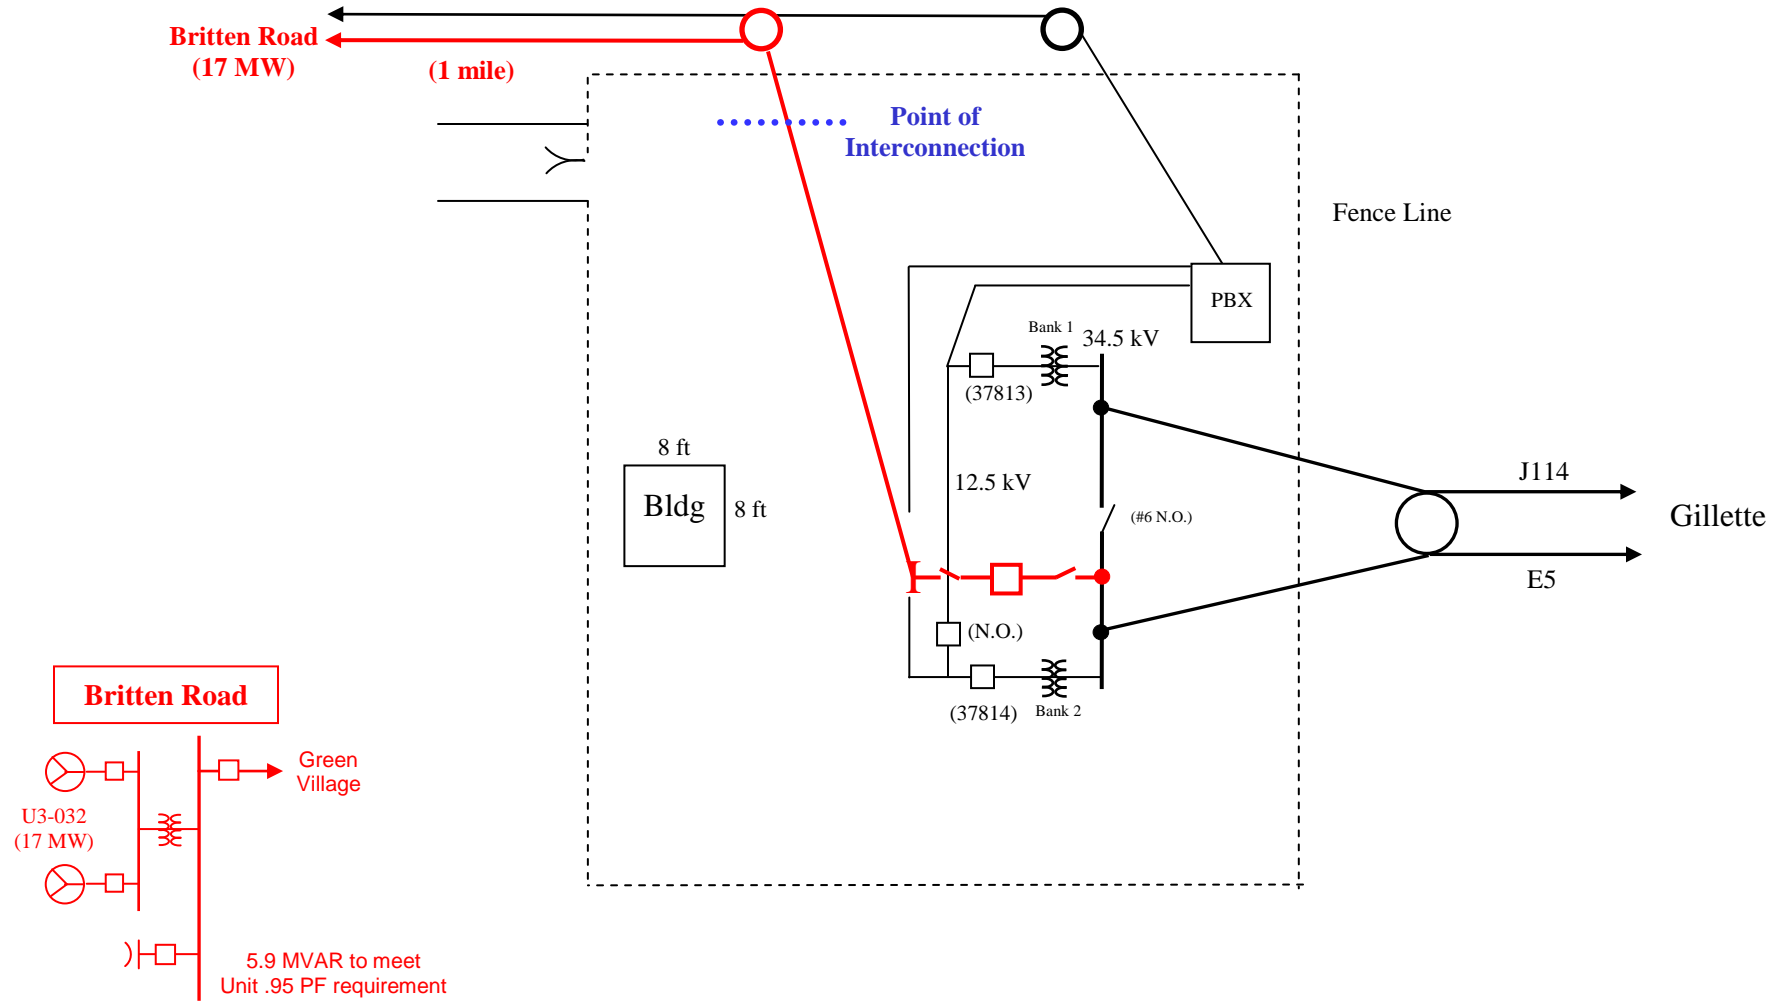 Britten Road
(17 MW)
(1 mile)
Point of
Interconnection
Fence Line
PBX
Bank 1
34.5 kV
(37813)
8 ft
Bldg
8 ft
12.5 kV
(#6 N.O.)
J114
Gillette
E5
(N.O.)
(37814)
Bank 2
Britten Road
Green
Village
U3-032
(17 MW)
5.9 MVAR to meet
Unit .95 PF requirement